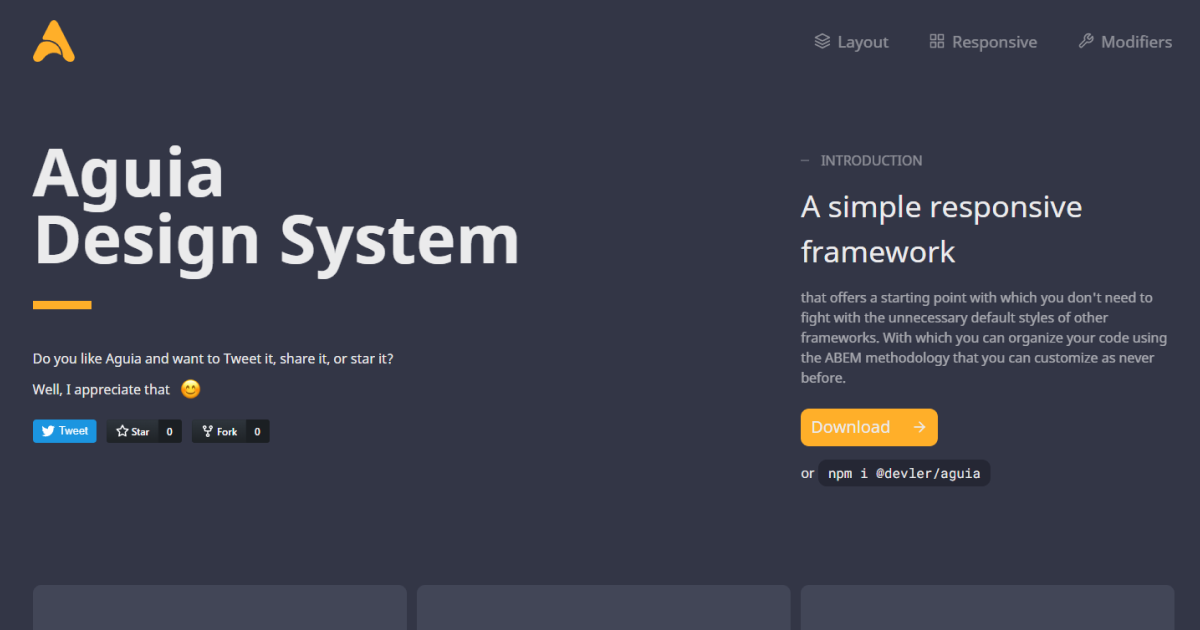 Layout
Responsive
Modifiers
Aguia
Design System
Do you like Aguia and want to Tweet it, share it, or star it?
Well, I appreciate that 😊
Tweet
Star 0
Fork 0
— INTRODUCTION
A simple responsive
framework
that offers a starting point with which you don't need to
fight with the unnecessary default styles of other
frameworks. With which you can organize your code using
the ABEM methodology that you can customize as never
before.
Download →
or npm i @devler/aguia